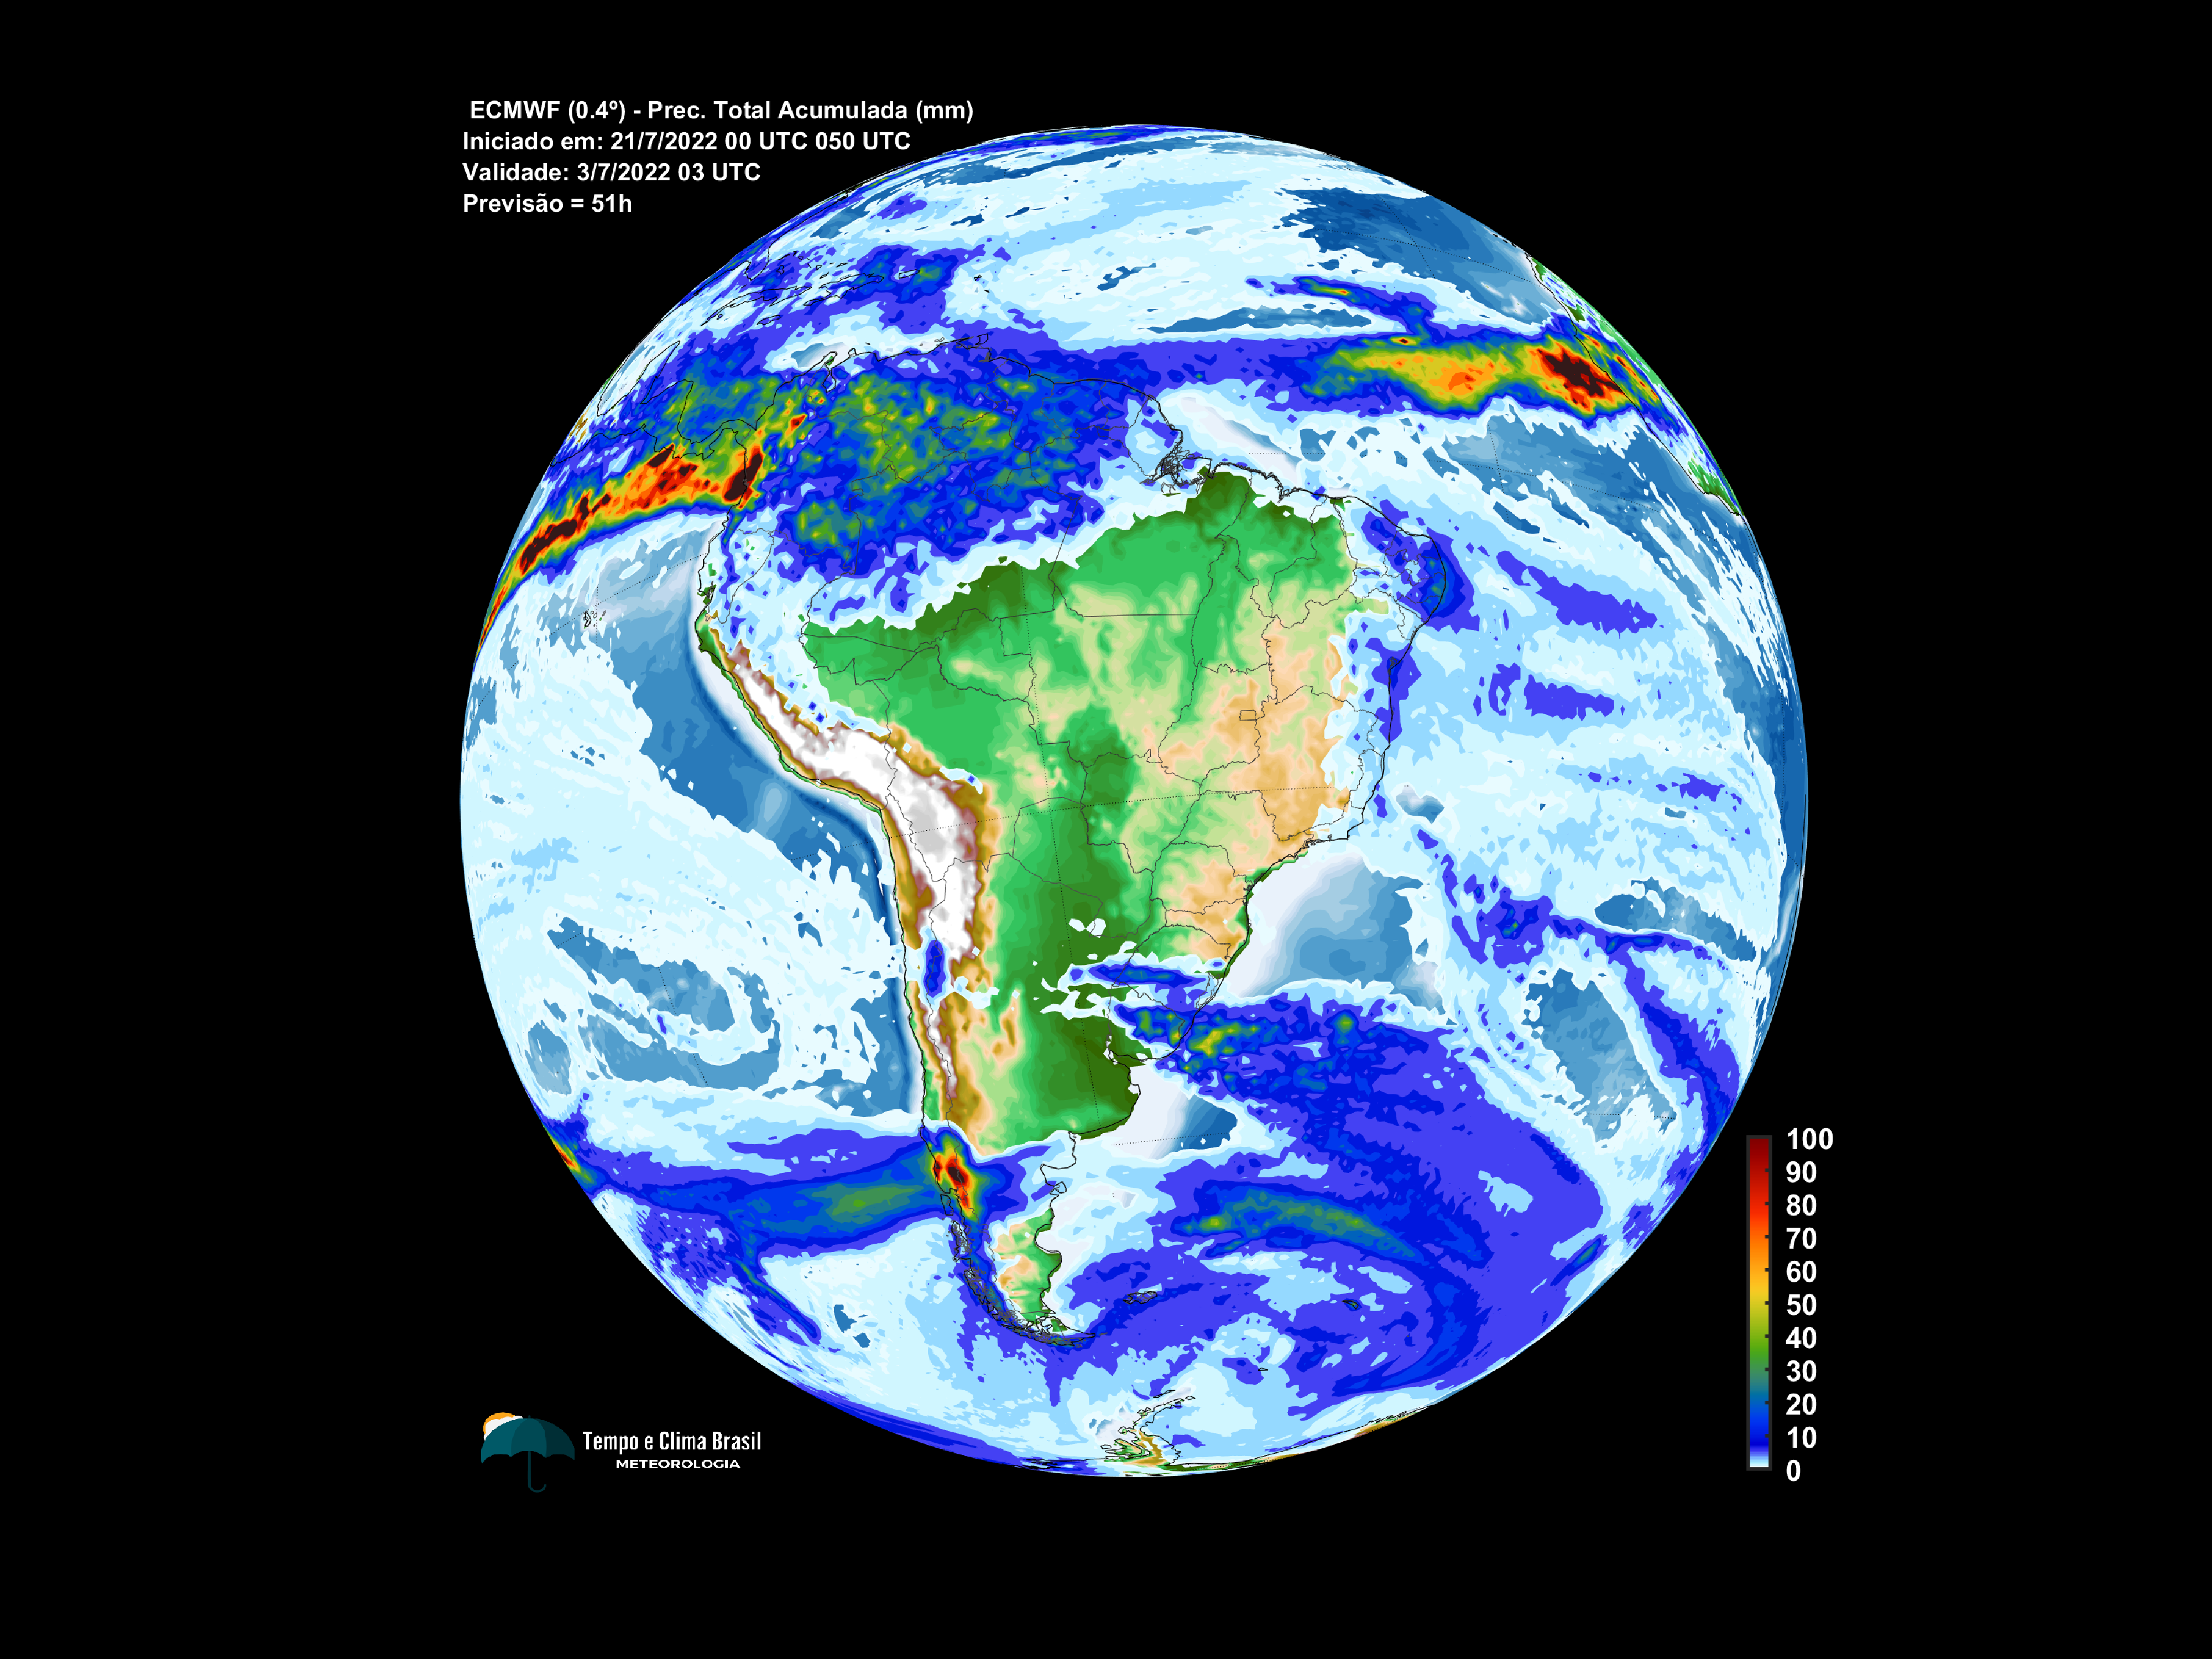 ECMWF (0.4º) - Prec. Total Acumulada (mm)
Iniciado em: 21/7/2022 00 UTC 050 UTC
Validade: 3/7/2022 03 UTC
Previsão = 51h
100
90
80
70
60
50
40
30
20
10
0
Tempo e Clima Brasil
METEOROLOGIA